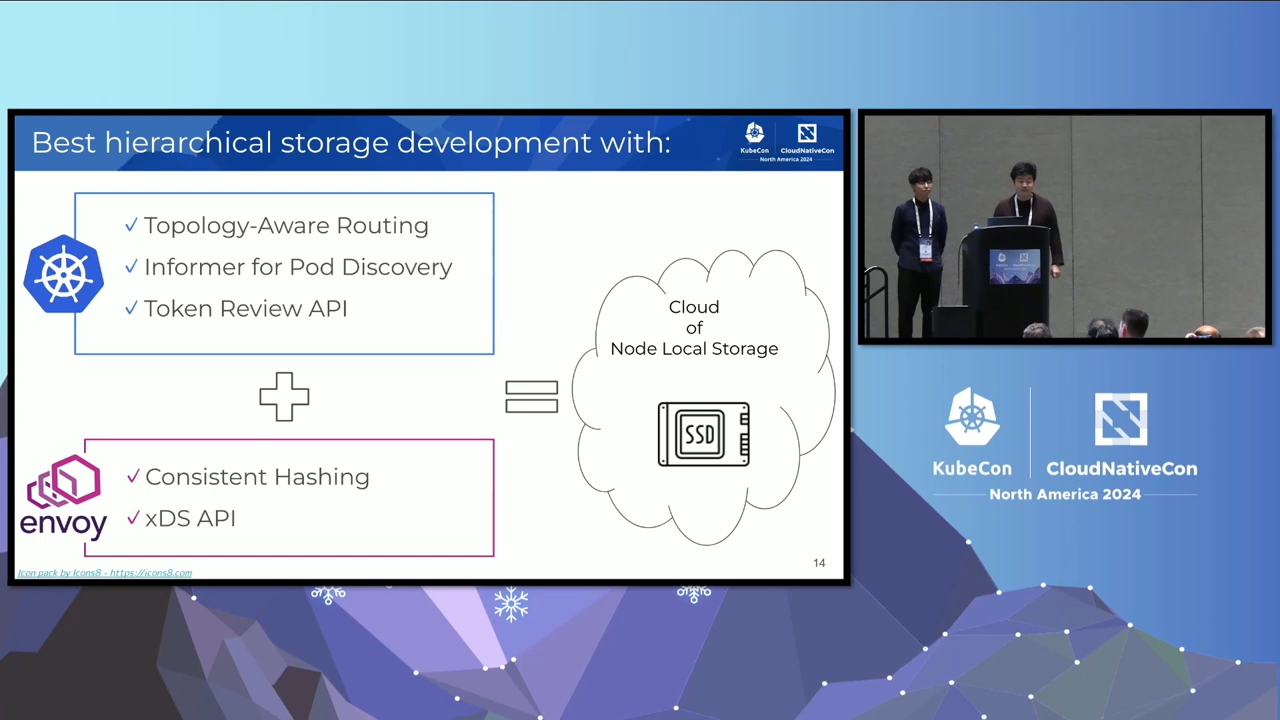 Best hierarchical storage development with:
KubeCon
CloudNativeCon
North America 2024
✓ Topology-Aware Routing
✓ Informer for Pod Discovery
✓ Token Review API
Cloud
of
Node Local Storage
SSD
envoy
✓ Consistent Hashing
✓ xDS API
Icon pack by Icons8 - https://icons8.com
14
KubeCon
CloudNativeCon
North America 2024